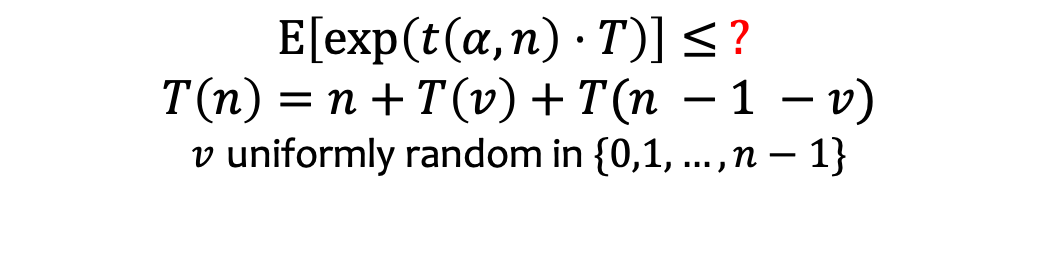 E[exp(t(α, n) · T)] ≤ ?
T(n) = n + T(v) + T(n − 1 − v)
v uniformly random in {0,1, …, n − 1}